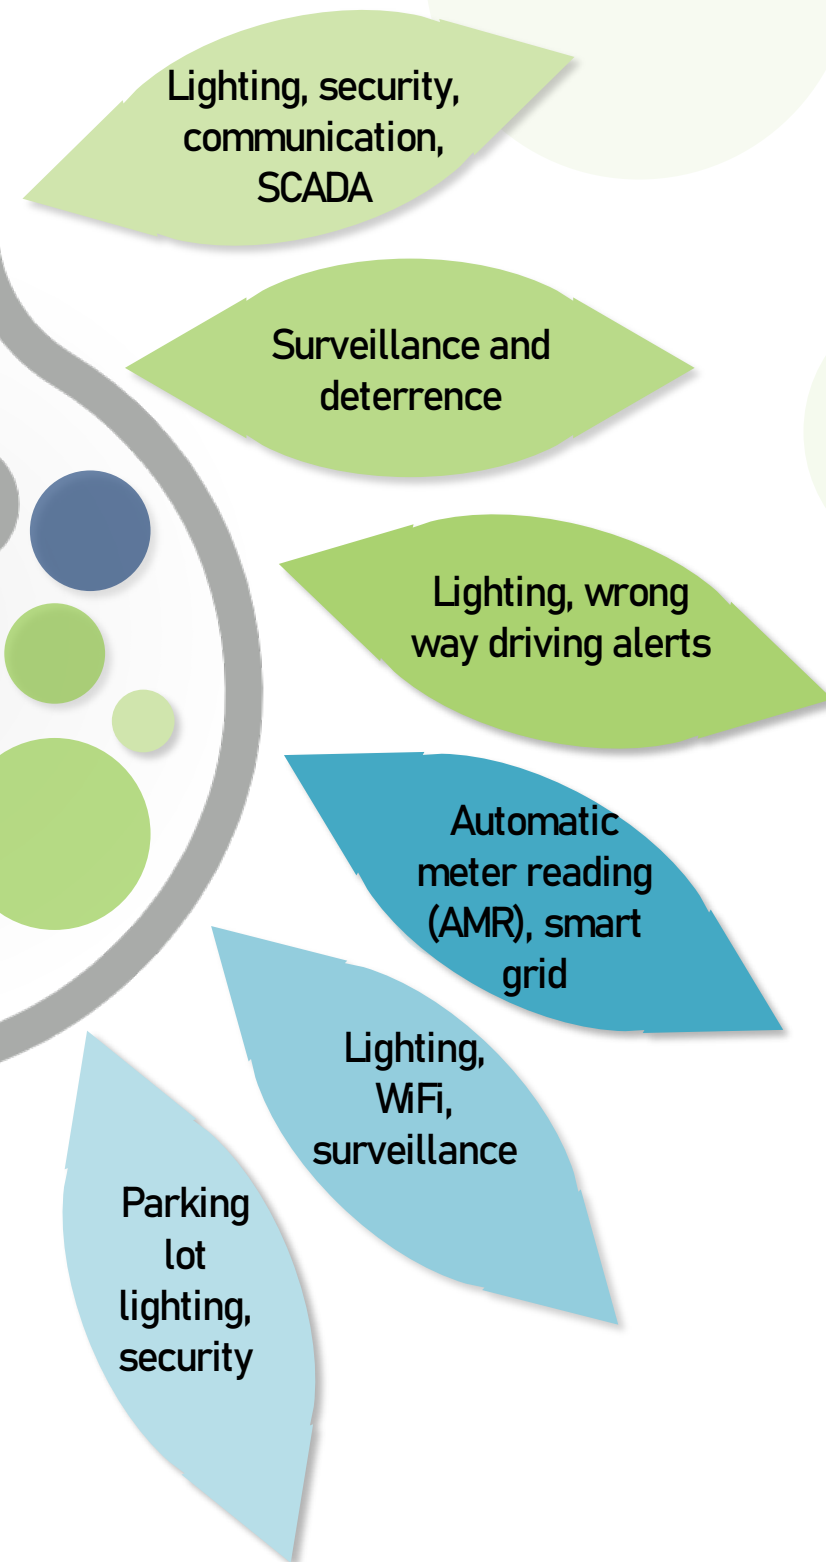 Lighting, security,
communication,
SCADA
Surveillance and
deterrence
Lighting, wrong
way driving alerts
Automatic
meter reading
(AMR), smart
grid
Lighting,
WiFi,
surveillance
Parking
lot
lighting,
security